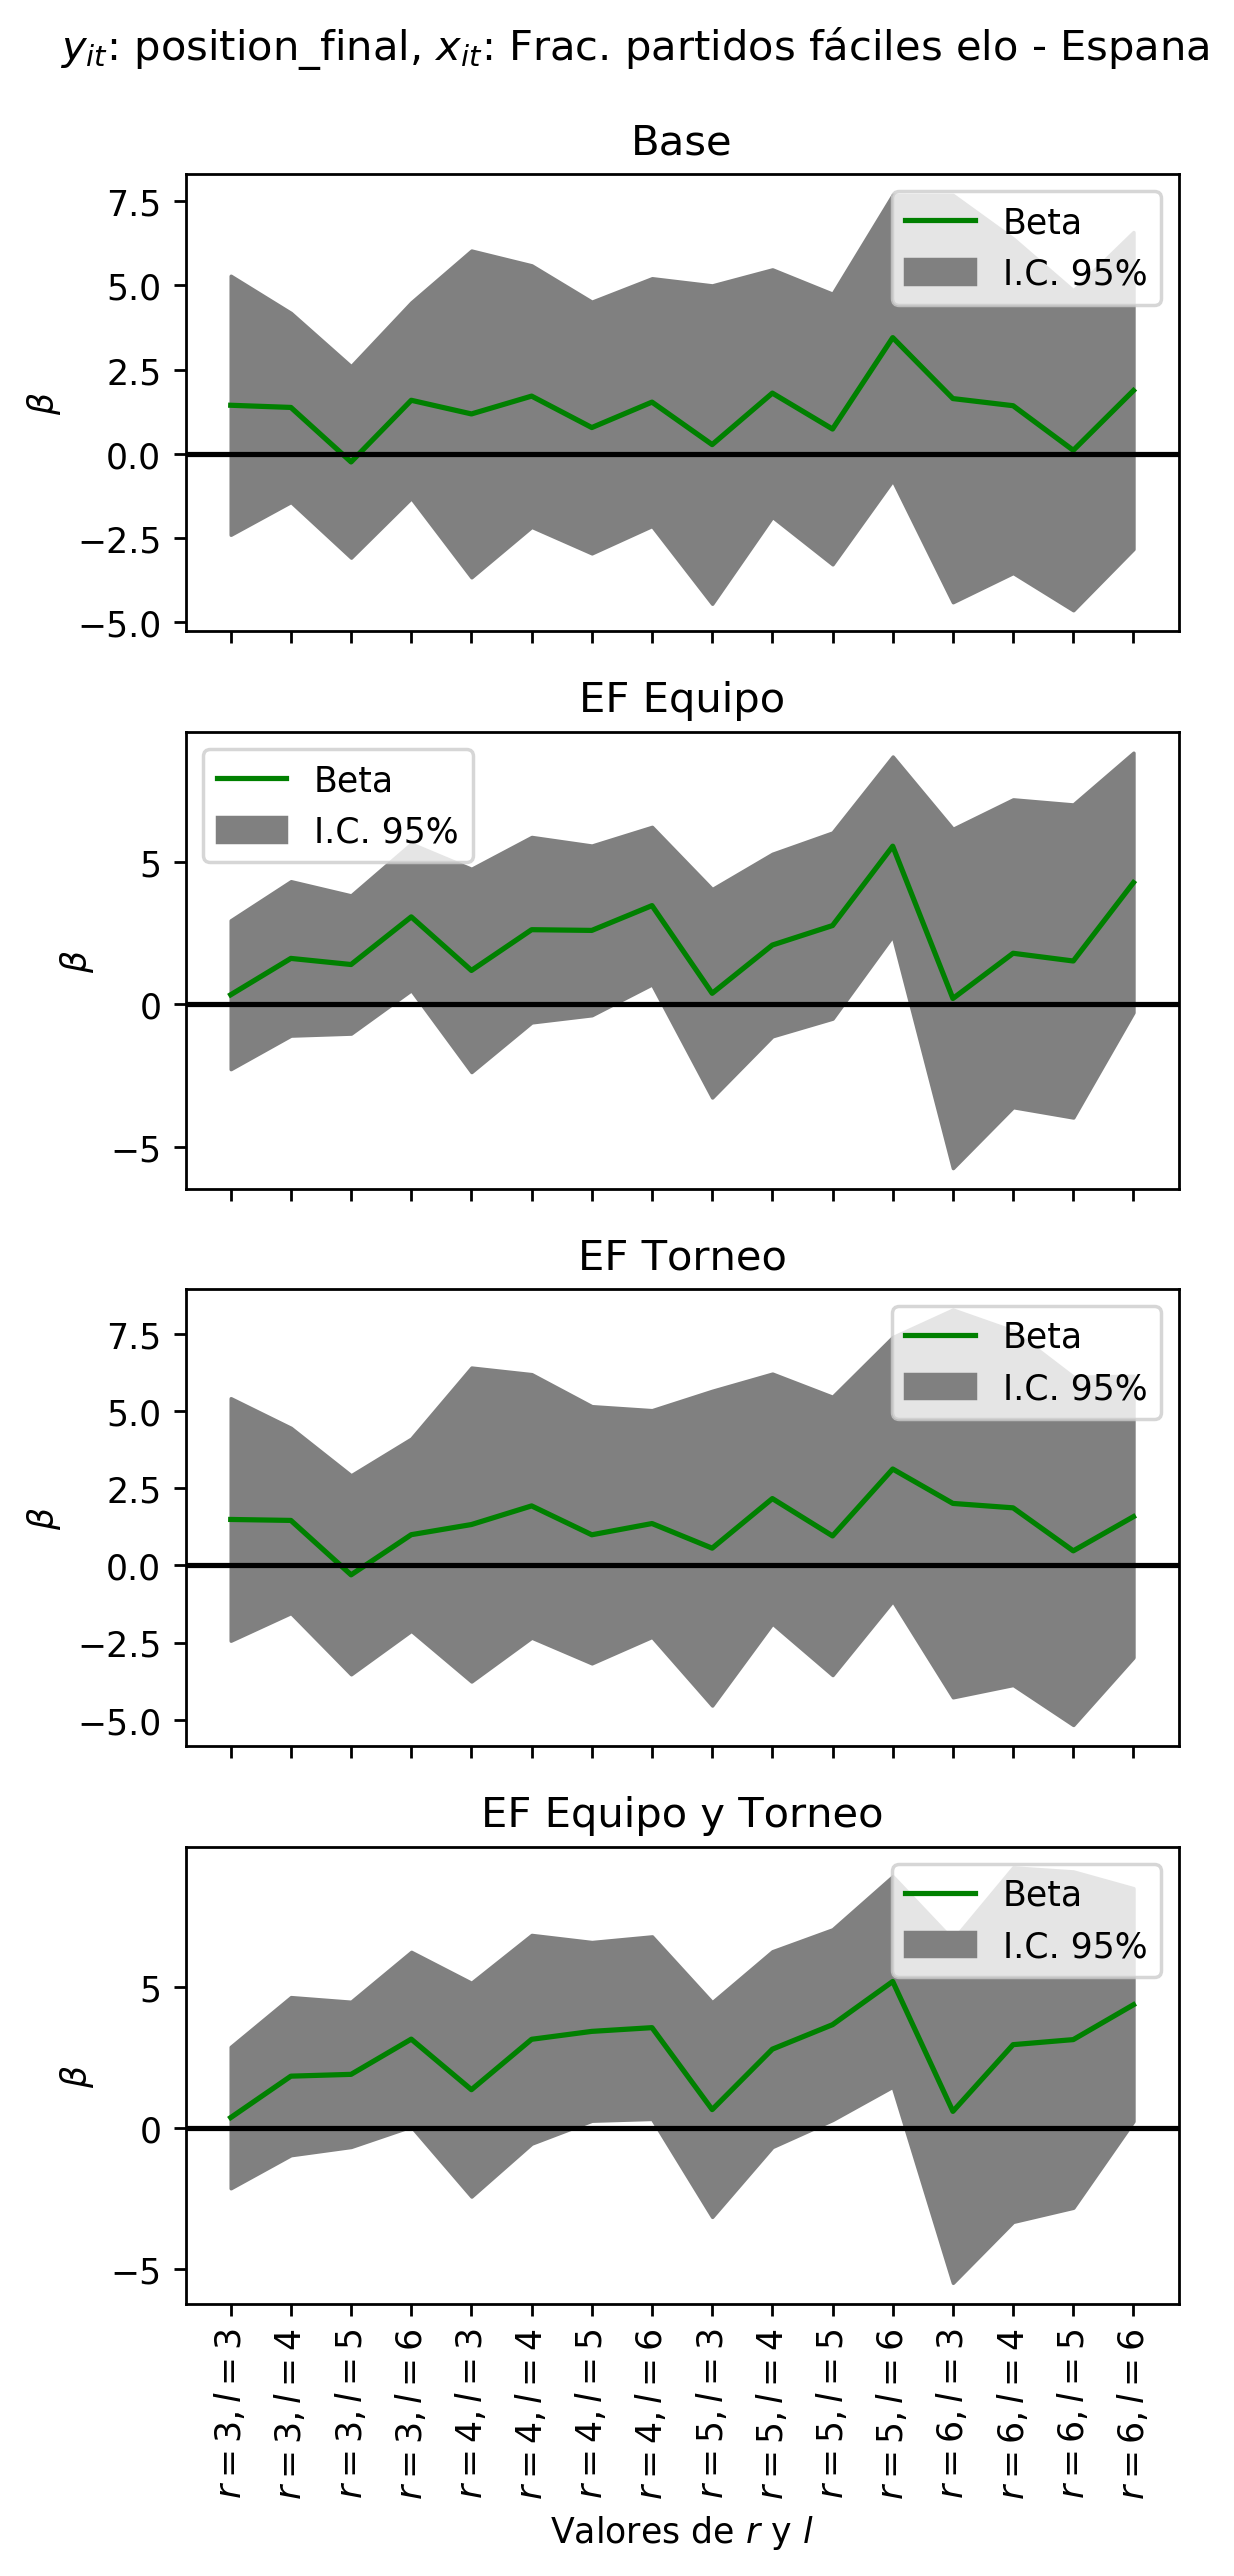 y_it: position_final, x_it: Frac. partidos fáciles elo - Espana
Base
7.5
5.0
2.5
0.0
−2.5
−5.0
β
Beta
I.C. 95%
EF Equipo
5
0
−5
β
Beta
I.C. 95%
EF Torneo
7.5
5.0
2.5
0.0
−2.5
−5.0
β
Beta
I.C. 95%
EF Equipo y Torneo
5
0
−5
β
Beta
I.C. 95%
r = 3, l = 3
r = 3, l = 4
r = 3, l = 5
r = 3, l = 6
r = 4, l = 3
r = 4, l = 4
r = 4, l = 5
r = 4, l = 6
r = 5, l = 3
r = 5, l = 4
r = 5, l = 5
r = 5, l = 6
r = 6, l = 3
r = 6, l = 4
r = 6, l = 5
r = 6, l = 6
Valores de r y l